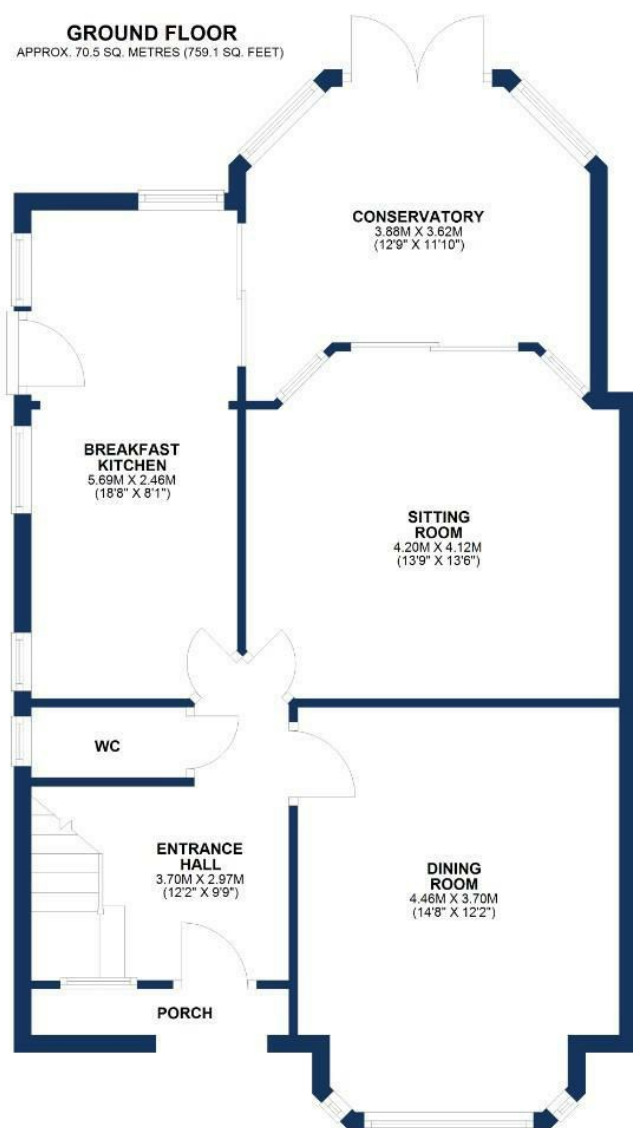 GROUND FLOOR
APPROX. 70.5 SQ. METRES (759.1 SQ. FEET)
CONSERVATORY
3.88M X 3.62M
(12'9" X 11'10")
BREAKFAST
KITCHEN
5.69M X 2.46M
(18'8" X 8'1")
SITTING
ROOM
4.20M X 4.12M
(13'9" X 13'6")
WC
ENTRANCE
HALL
3.70M X 2.97M
(12'2" X 9'9")
DINING
ROOM
4.46M X 3.70M
(14'8" X 12'2")
PORCH